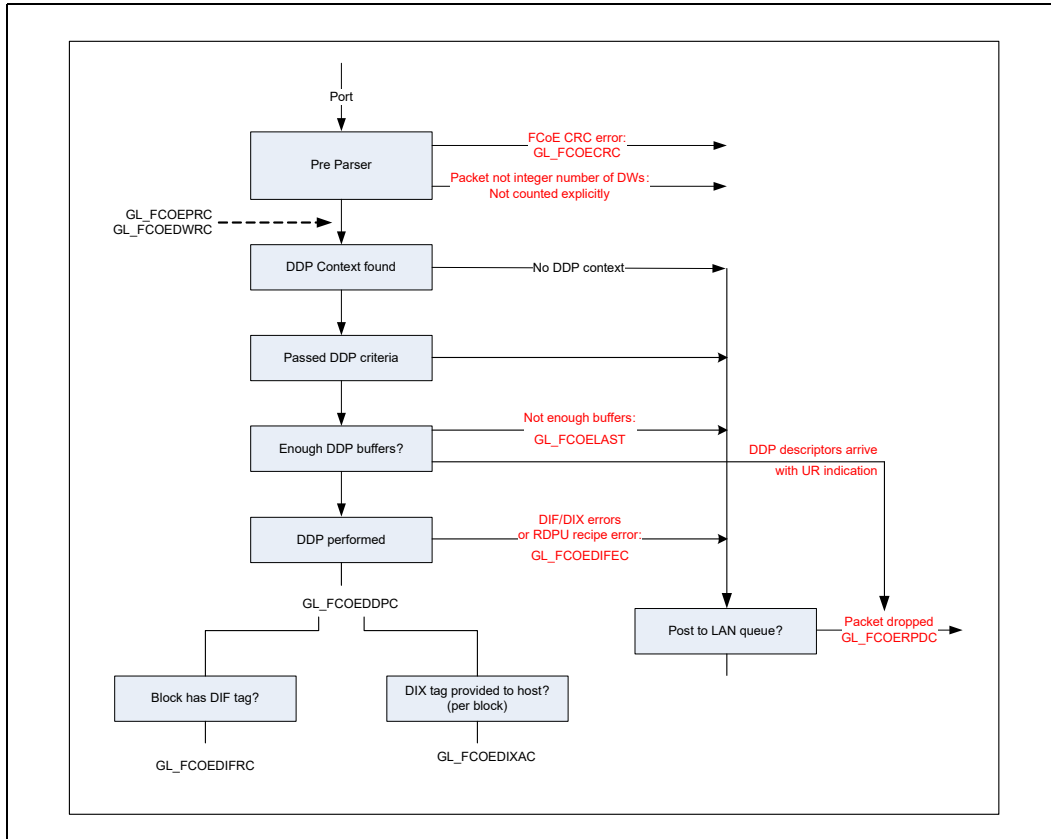 Port
Pre Parser
FCoE CRC error:
GL_FCOECRC
Packet not integer number of DWs:
Not counted explicitly
GL_FCOEPRC
GL_FCOEDWRC
DDP Context found
No DDP context
Passed DDP criteria
Enough DDP buffers?
Not enough buffers:
GL_FCOELAST
DDP descriptors arrive
with UR indication
DDP performed
DIF/DIX errors
or RDPU recipe error:
GL_FCOEDIFEC
GL_FCOEDDPC
Post to LAN queue?
Packet dropped
GL_FCOERPDC
Block has DIF tag?
DIX tag provided to host?
(per block)
GL_FCOEDIFRC
GL_FCOEDIXAC